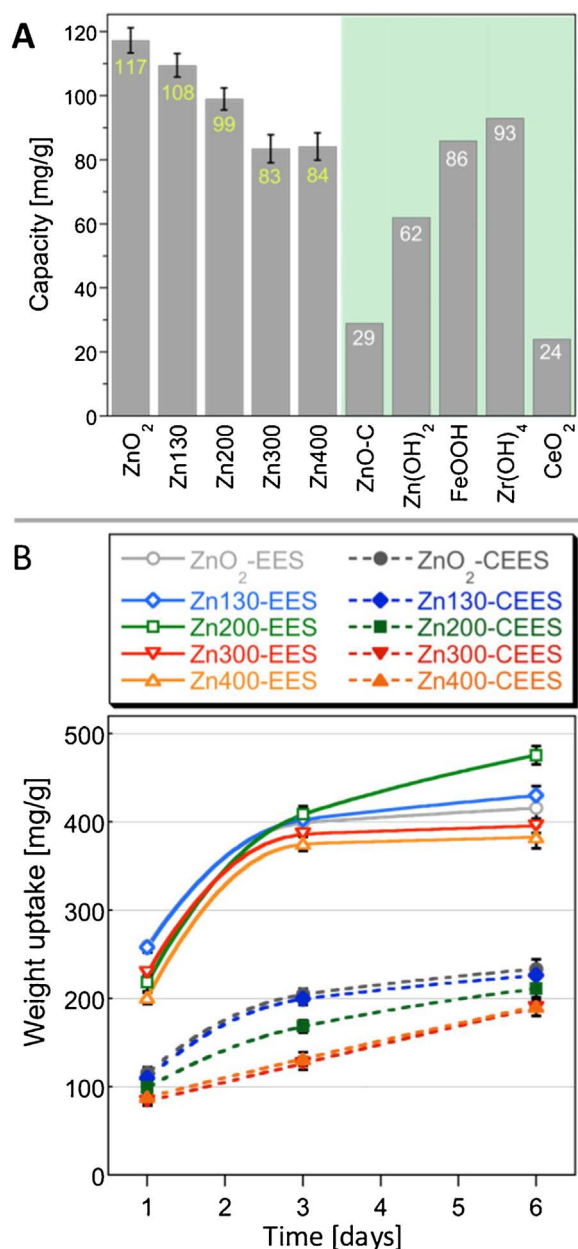 A
Capacity [mg/g]
120
100
80
60
40
20
0
117
108
99
83
84
29
62
86
93
24
ZnO2
Zn130
Zn200
Zn300
Zn400
ZnO-C
Zn(OH)2
FeOOH
Zr(OH)4
CeO2
B
ZnO2-EES ZnO2-CEES
Zn130-EES Zn130-CEES
Zn200-EES Zn200-CEES
Zn300-EES Zn300-CEES
Zn400-EES Zn400-CEES
Weight uptake [mg/g]
500
400
300
200
100
0
1 2 3 4 5 6
Time [days]